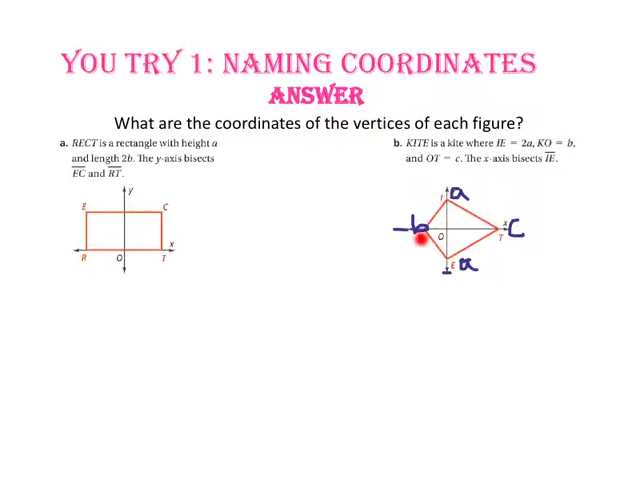 YOU TRY 1: NAMING COORDINATES
ANSWER
What are the coordinates of the vertices of each figure?
a. RECT is a rectangle with height a
and length 2b. The y-axis bisects
EC and RT.
y
E C
x
R O T
b. KITE is a kite where IE = 2a, KO = b,
and OT = c. The x-axis bisects IE.
I a
x
-b C
O T
E
-a